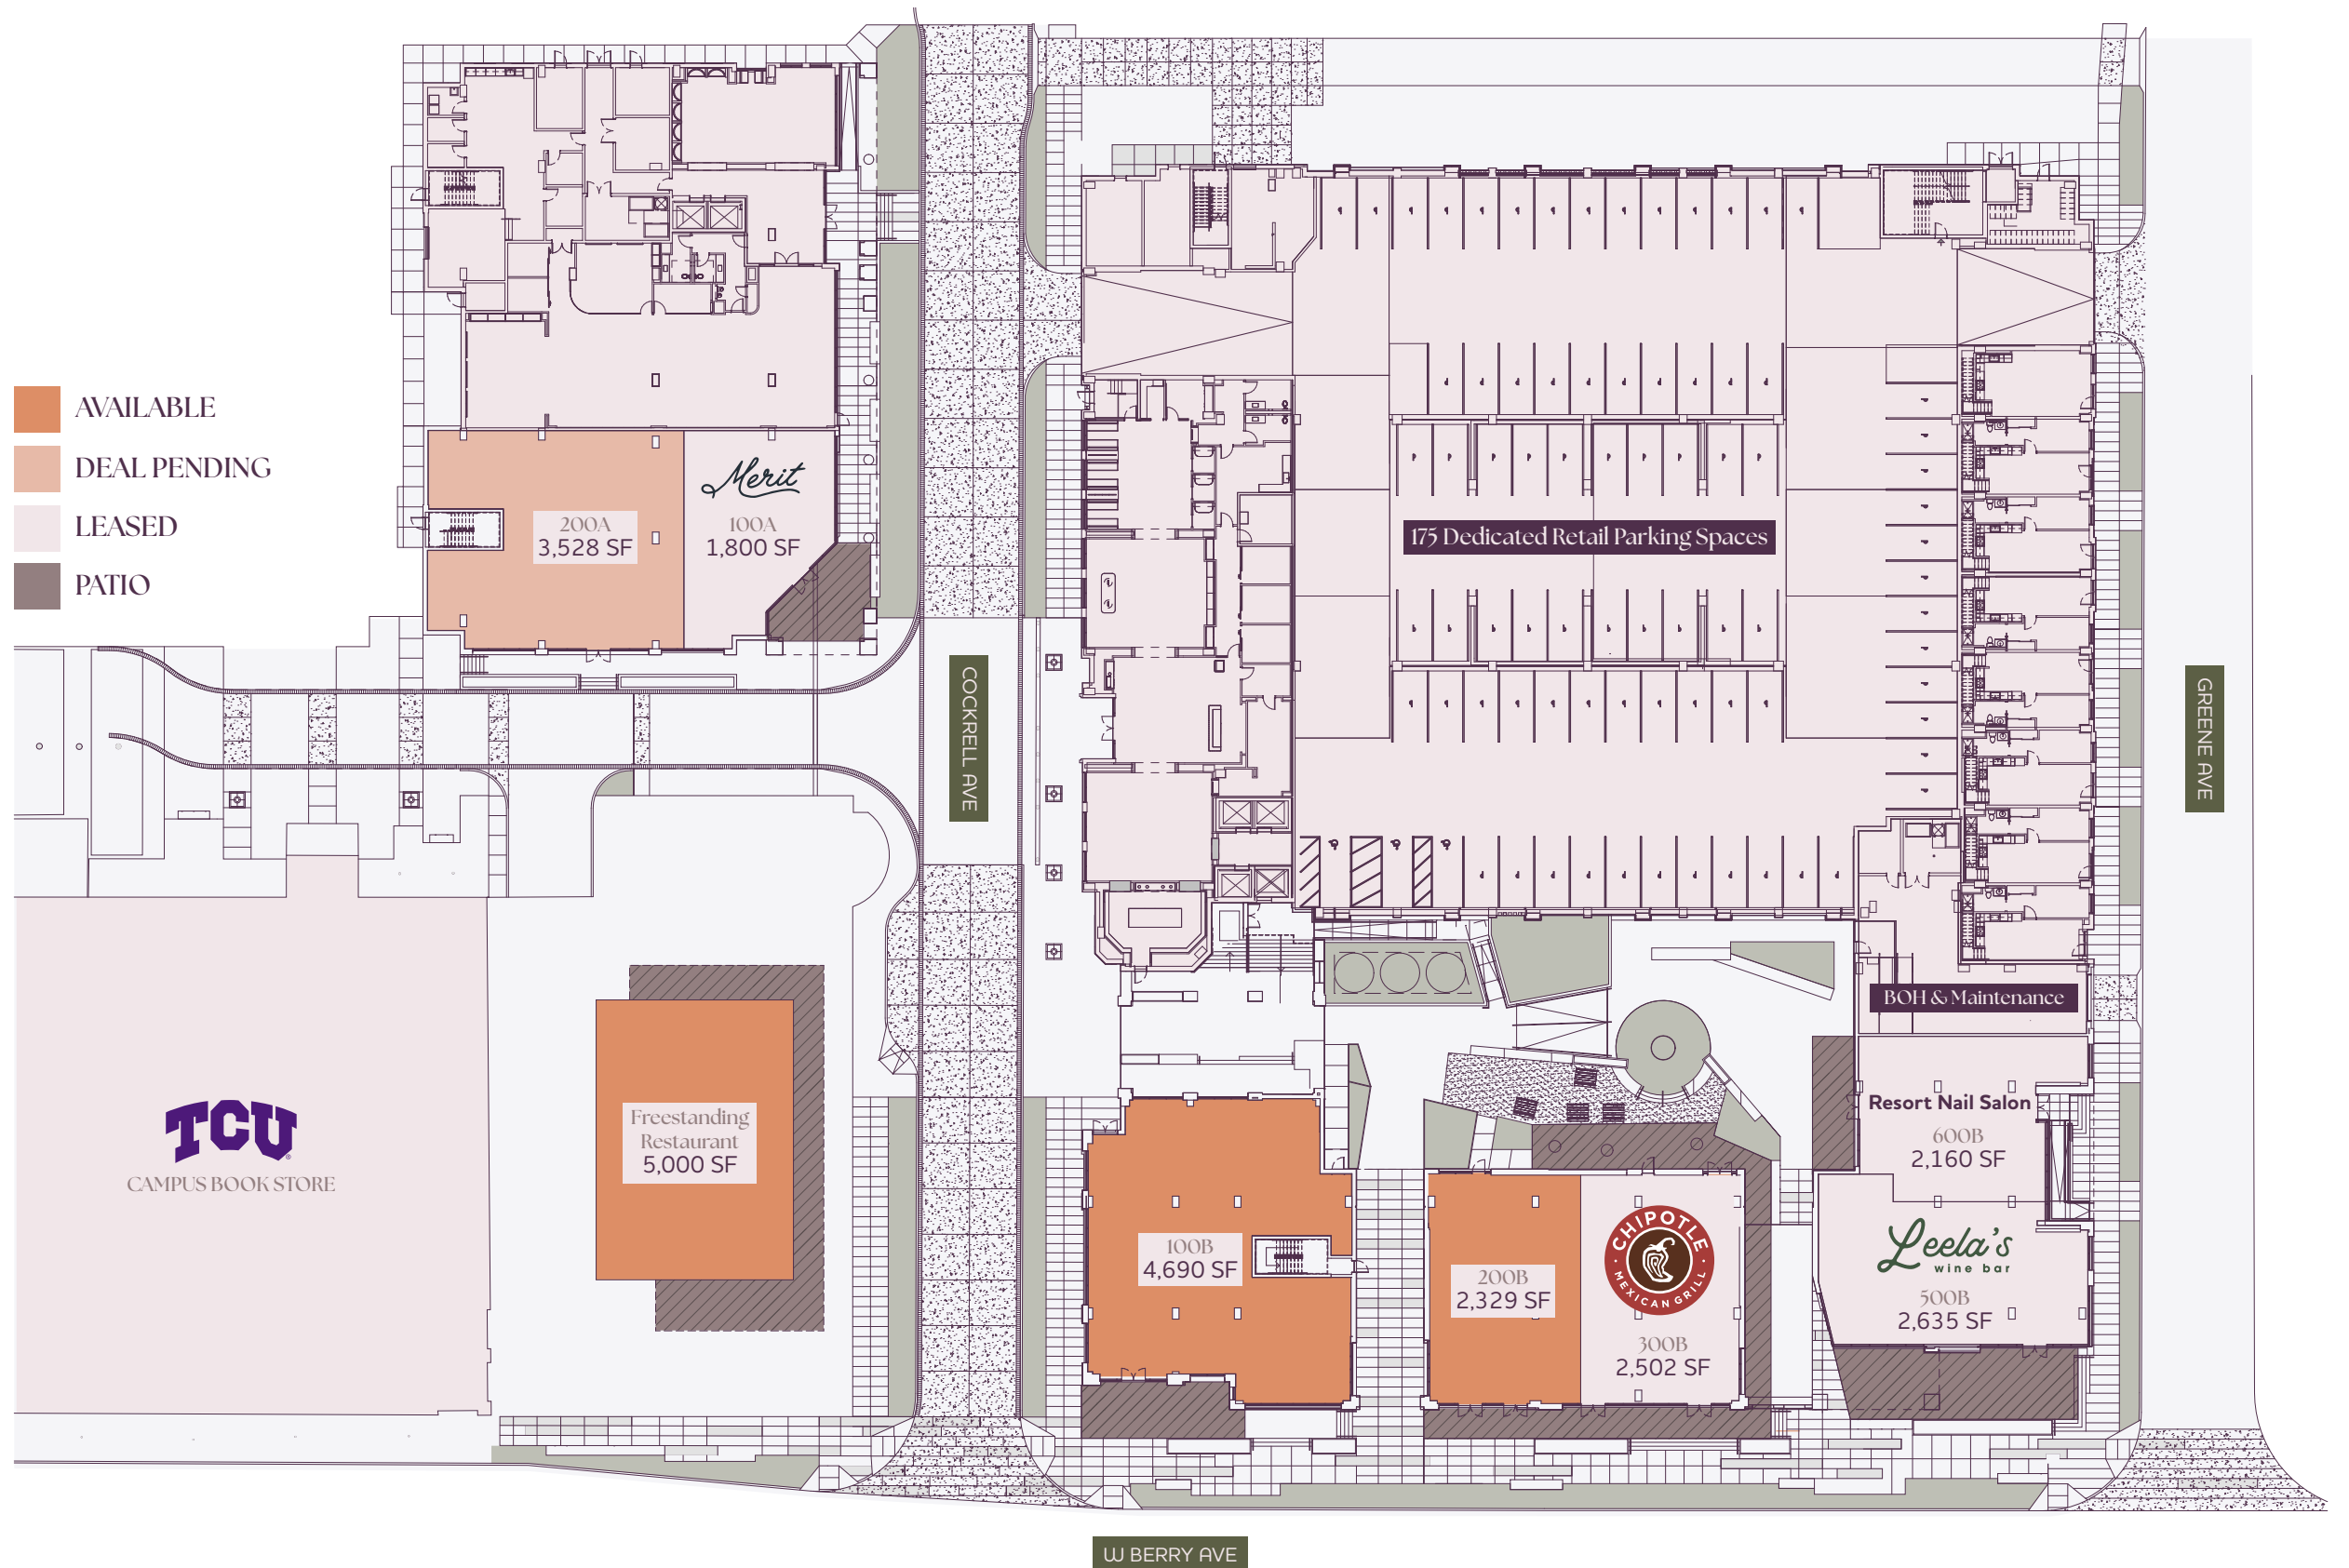 AVAILABLE
DEAL PENDING
LEASED
PATIO
Merit
200A
3,528 SF
100A
1,800 SF
175 Dedicated Retail Parking Spaces
COCKRELL AVE
GREENE AVE
BOH & Maintenance
TCU
CAMPUS BOOK STORE
Freestanding
Restaurant
5,000 SF
100B
4,690 SF
200B
2,329 SF
CHIPOTLE
MEXICAN GRILL
300B
2,502 SF
Resort Nail Salon
600B
2,160 SF
Leela's
wine bar
500B
2,635 SF
W BERRY AVE